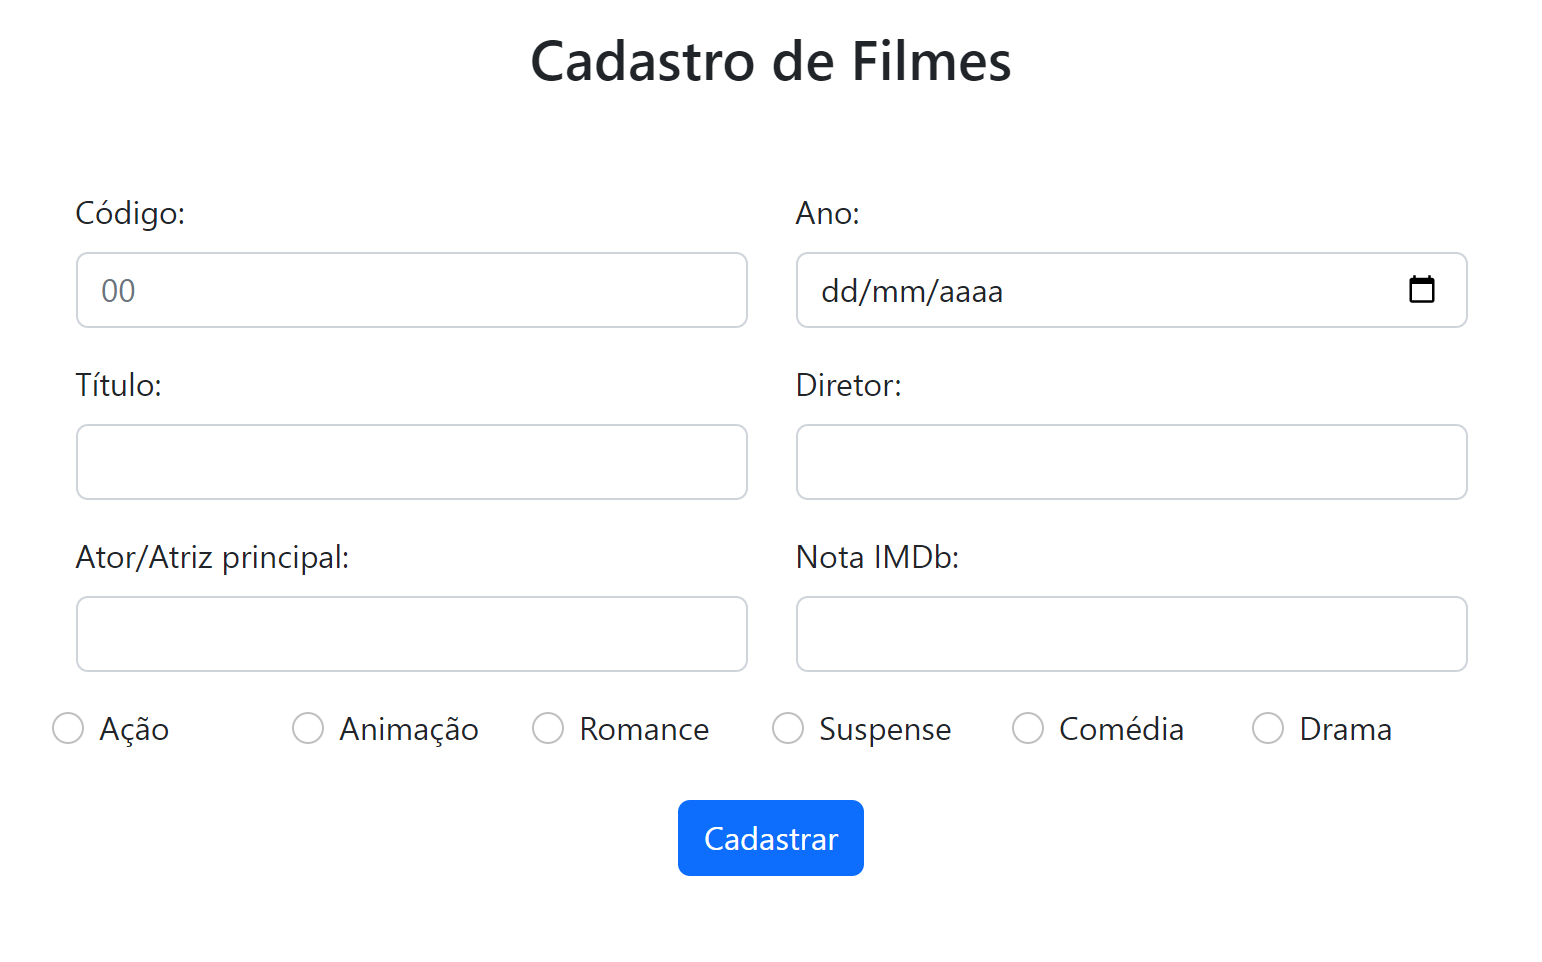 Cadastro de Filmes
Código: Ano:
00 dd/mm/aaaa
Título: Diretor:
Ator/Atriz principal: Nota IMDb:
Ação Animação Romance Suspense Comédia Drama
Cadastrar